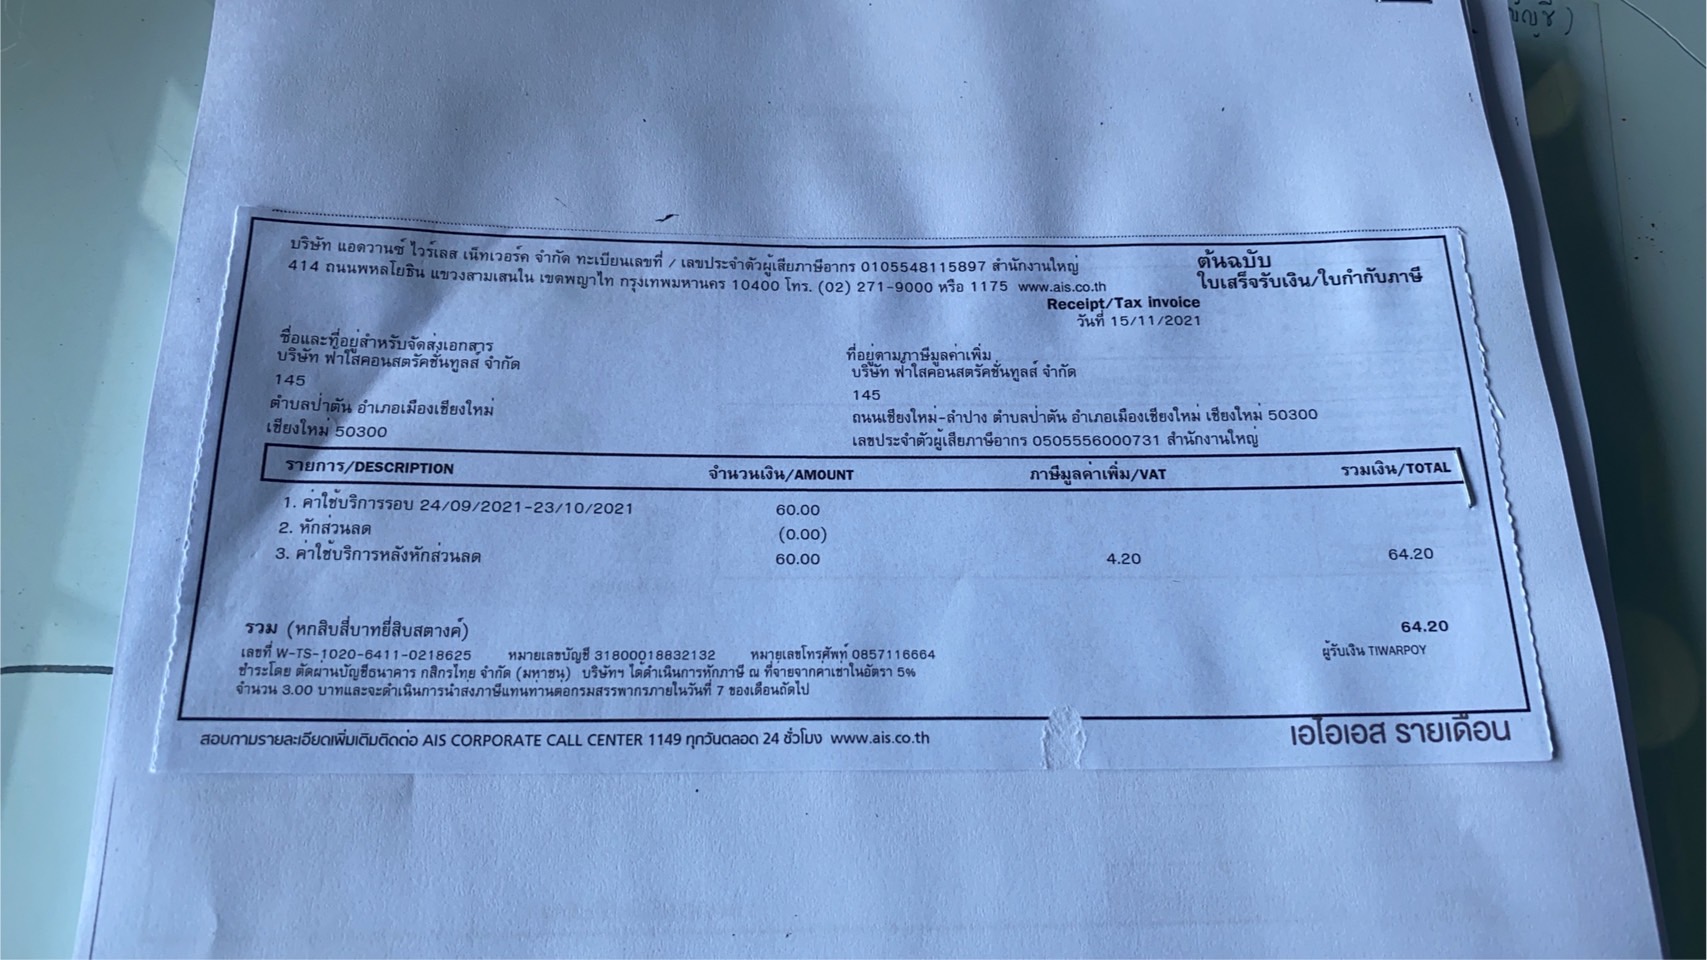 บัญชี)
บริษัท แอดวานซ์ ไวร์เลส เน็ทเวอร์ค จำกัด ทะเบียนเลขที่ / เลขประจำตัวผู้เสียภาษีอากร 0105548115897 สำนักงานใหญ่
414 ถนนพหลโยธิน แขวงสามเสนใน เขตพญาไท กรุงเทพมหานคร 10400 โทร. (02) 271-9000 หรือ 1175 www.ais.co.th
ต้นฉบับ
ใบเสร็จรับเงิน/ใบกำกับภาษี
Receipt/Tax invoice
วันที่ 15/11/2021
ชื่อและที่อยู่สำหรับจัดส่งเอกสาร
บริษัท ฟ้าใสคอนสตรัคชั่นทูลส์ จำกัด
145
ตำบลป่าตัน อำเภอเมืองเชียงใหม่
เชียงใหม่ 50300
ที่อยู่ตามภาษีมูลค่าเพิ่ม
บริษัท ฟ้าใสคอนสตรัคชั่นทูลส์ จำกัด
145
ถนนเชียงใหม่-ลำปาง ตำบลป่าตัน อำเภอเมืองเชียงใหม่ เชียงใหม่ 50300
เลขประจำตัวผู้เสียภาษีอากร 0505556000731 สำนักงานใหญ่
รายการ/DESCRIPTION จำนวนเงิน/AMOUNT ภาษีมูลค่าเพิ่ม/VAT รวมเงิน/TOTAL
1. ค่าใช้บริการรอบ 24/09/2021-23/10/2021 60.00
2. หักส่วนลด (0.00)
3. ค่าใช้บริการหลังหักส่วนลด 60.00 4.20 64.20
รวม (หกสิบสี่บาทยี่สิบสตางค์) 64.20
เลขที่ W-TS-1020-6411-0218625 หมายเลขบัญชี 31800018832132 หมายเลขโทรศัพท์ 0857116664 ผู้รับเงิน TIWARPOY
ชำระโดย ตัดผ่านบัญชีธนาคาร กสิกรไทย จำกัด (มหาชน) บริษัทฯ ได้ดำเนินการหักภาษี ณ ที่จ่ายจากค่าเช่าในอัตรา 5%
จำนวน 3.00 บาทและจะดำเนินการนำส่งภาษีแทนท่านต่อกรมสรรพากรภายในวันที่ 7 ของเดือนถัดไป
สอบถามรายละเอียดเพิ่มเติมติดต่อ AIS CORPORATE CALL CENTER 1149 ทุกวันตลอด 24 ชั่วโมง www.ais.co.th
เอไอเอส รายเดือน